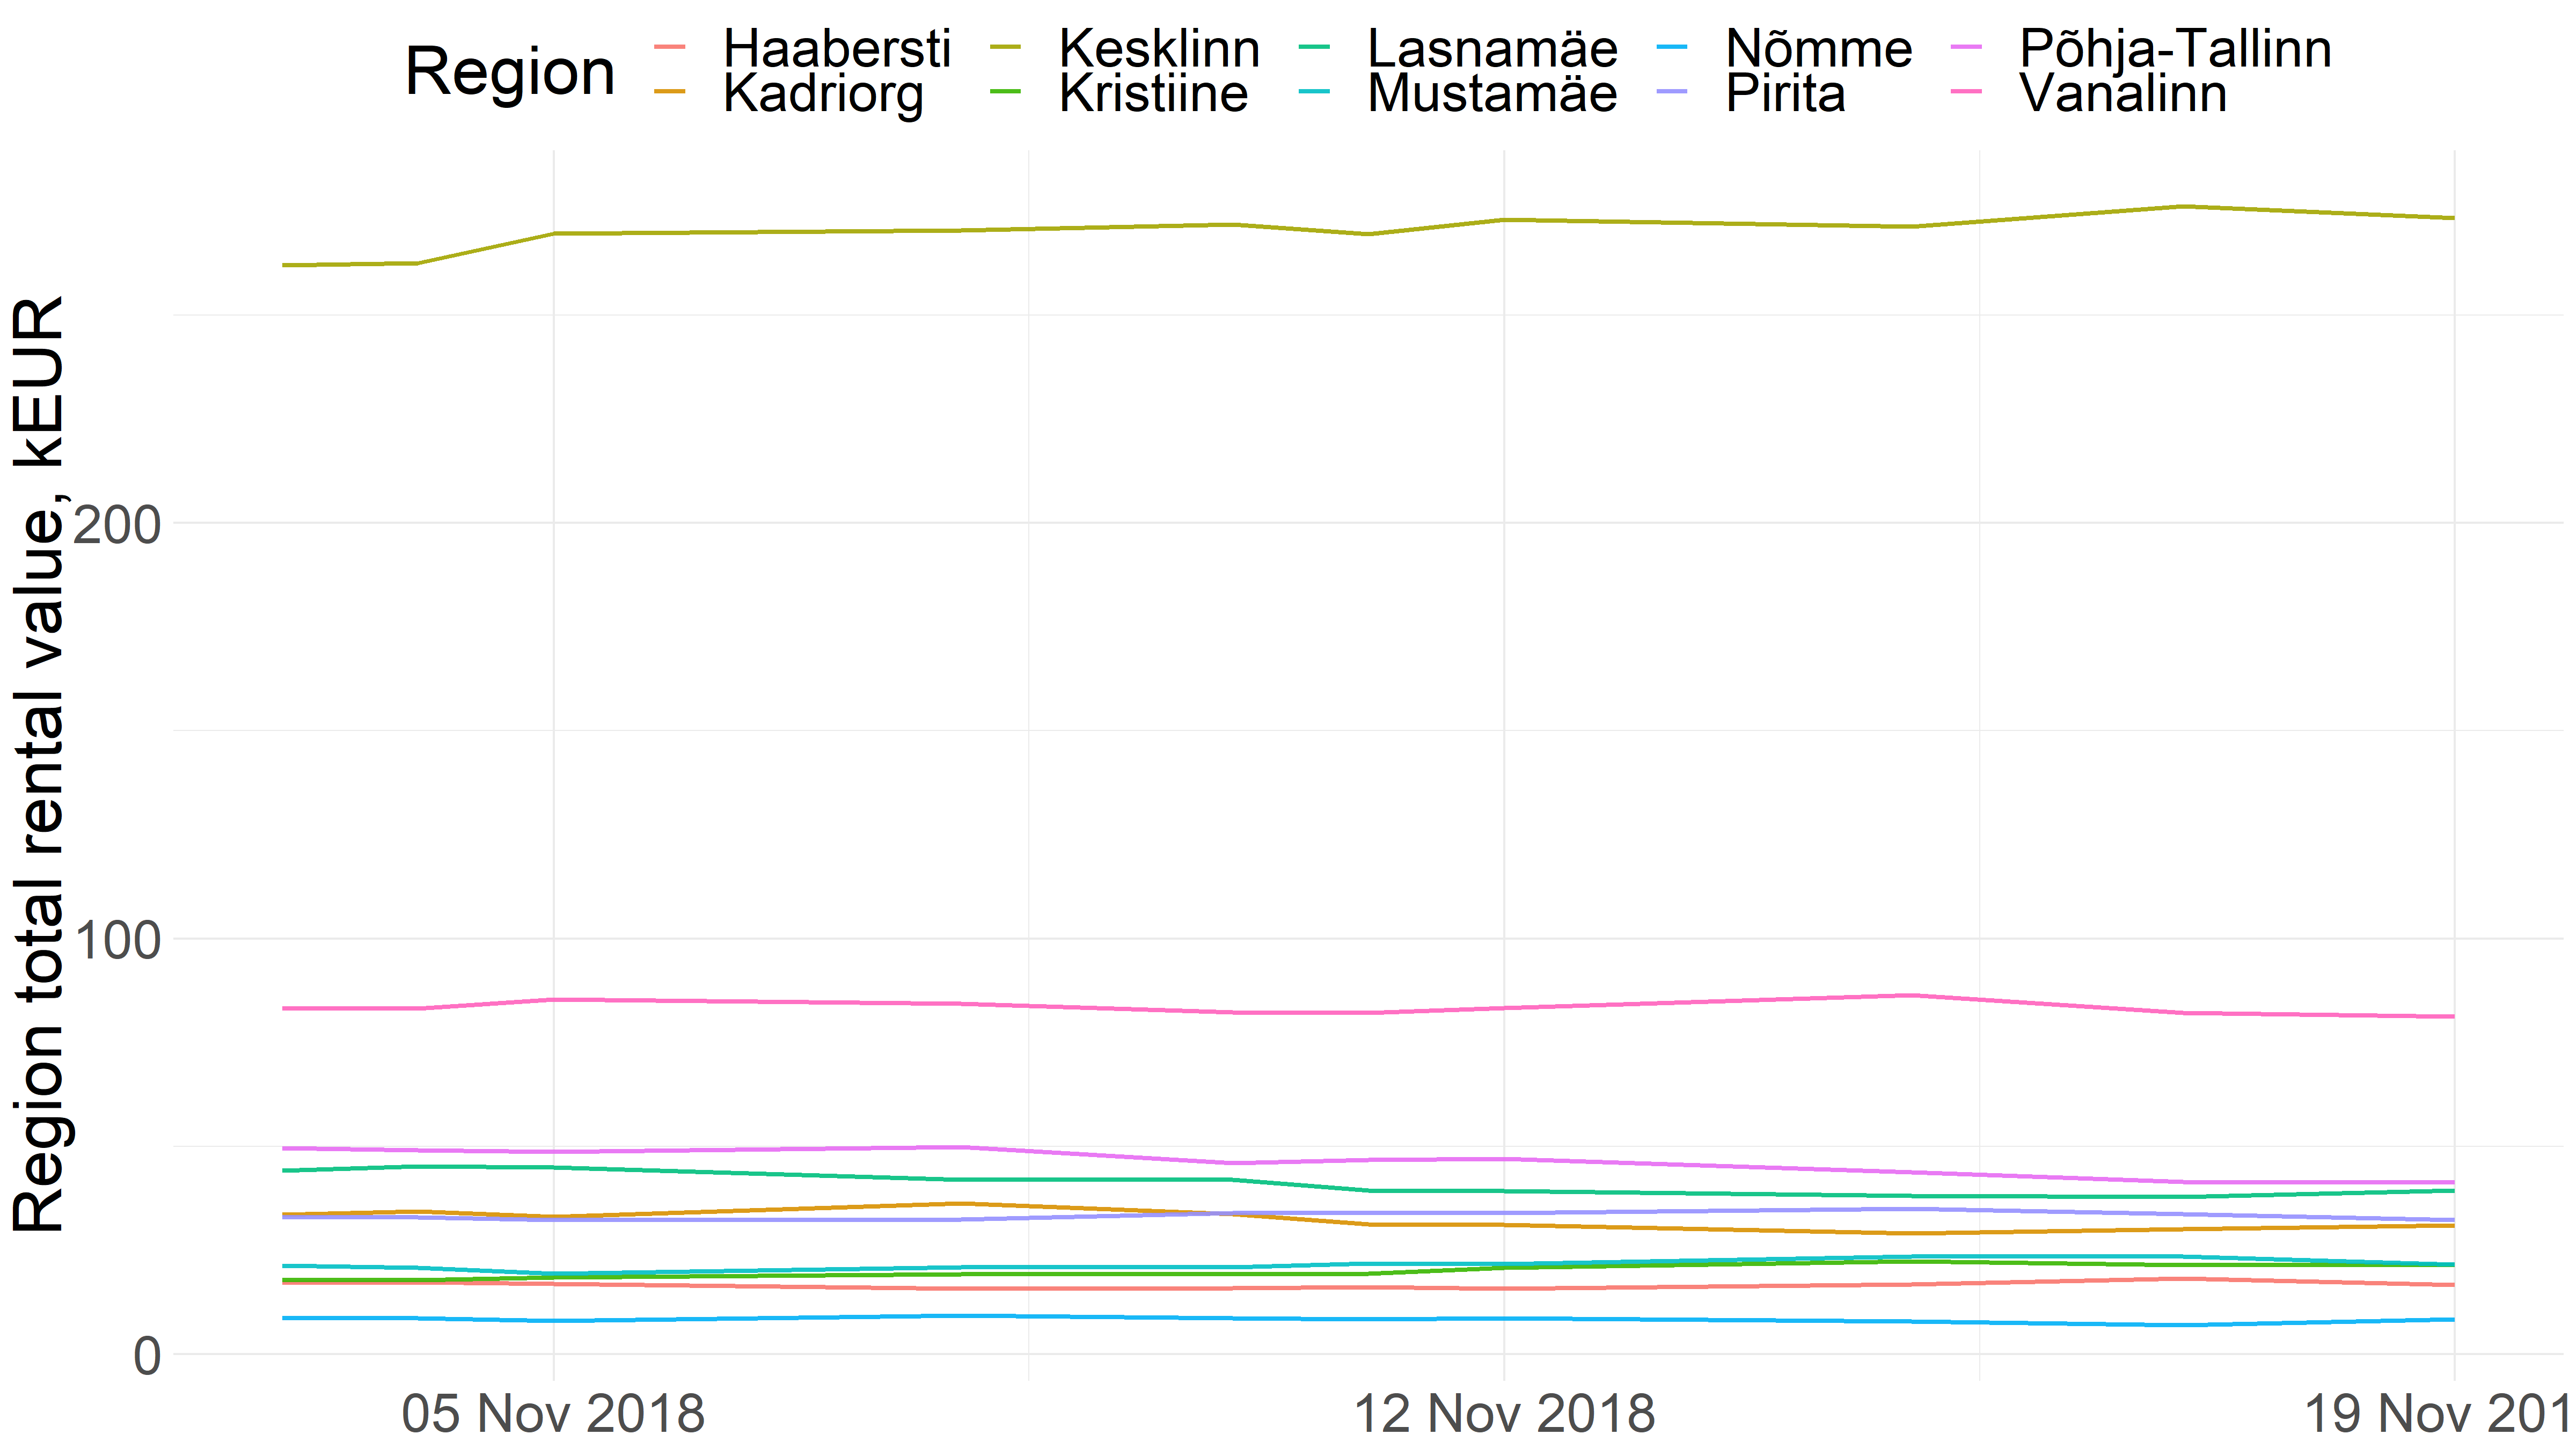 Region
Haabersti Kesklinn Lasnamäe Nõmme Põhja-Tallinn
Kadriorg Kristiine Mustamäe Pirita Vanalinn
Region total rental value, kEUR
200
100
0
05 Nov 2018 12 Nov 2018 19 Nov 201